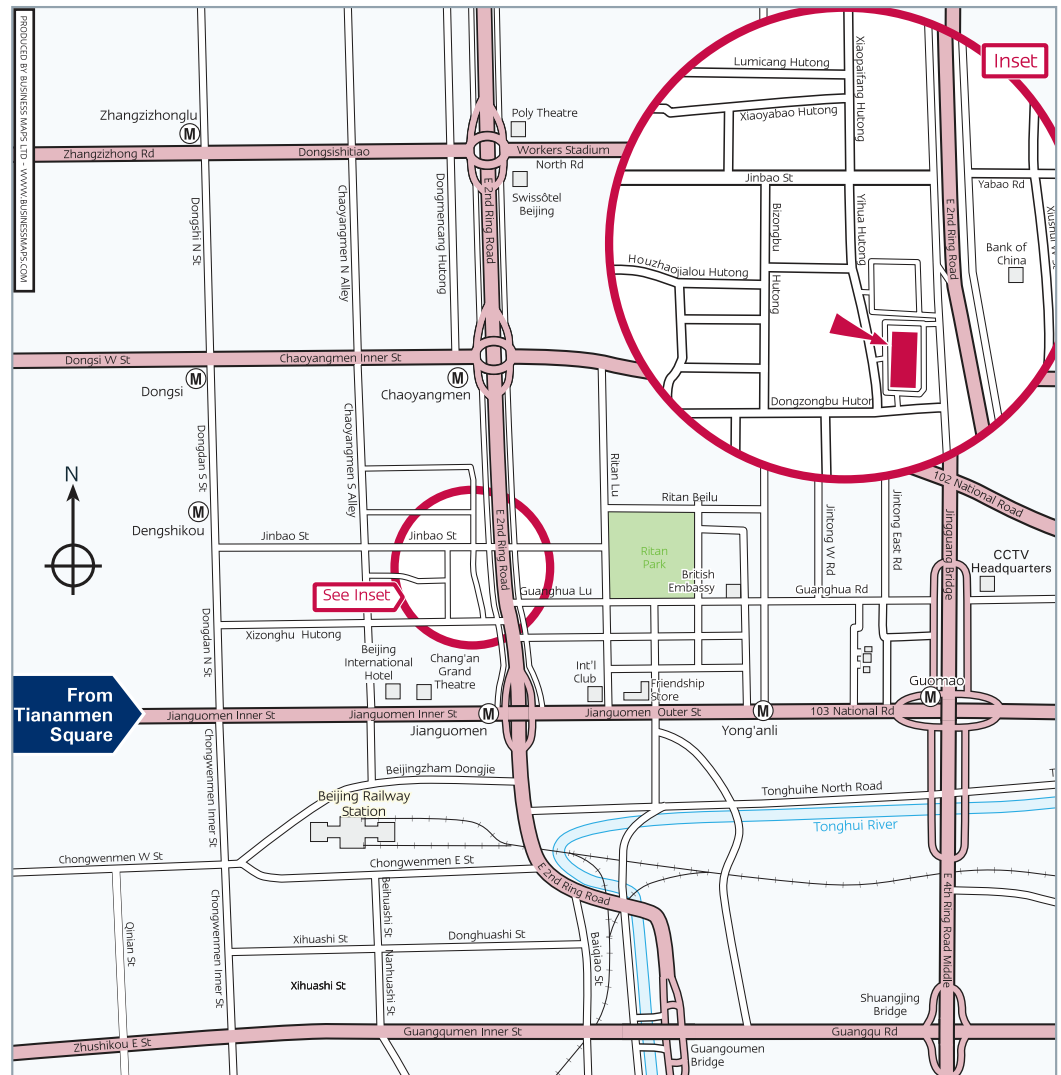 PRODUCED BY BUSINESS MAPS LTD - WWW.BUSINESSMAPS.COM
Inset
Lumicang Hutong
Xiaopaifang Hutong
Xiaoyabao Hutong
Jinbao St
Yabao Rd
Bizongbu
Hutong
Yihua Hutong
E 2nd Ring Road
Bank of
China
Houzhaojialou Hutong
Dongzongbu Hutor
Zhangzizhonglu
M
Poly Theatre
Zhangzizhong Rd
Dongsishitiao
Workers Stadium
North Rd
Swissôtel
Beijing
Dongshi N St
Chaoyangmen N Alley
Dongmencang Hutong
E 2nd Ring Road
Dongsi W St
Chaoyangmen Inner St
M
Dongsi
M
Chaoyangmen
Dongdan S St
Chaoyangmen S Alley
Ritan Lu
N
M
Dengshikou
Jinbao St
Jinbao St
E 2nd Ring Road
Ritan Beilu
Ritan
Park
British
Embassy
Jintong W Rd
Jintong East Rd
Jingguang Bridge
102 National Road
CCTV
Headquarters
See Inset
Guanghua Lu
Guanghua Rd
Dongdan N St
Xizonghu Hutong
Beijing
International
Hotel
Chang'an
Grand
Theatre
Int'l
Club
Friendship
Store
Guomao
M
From
Tiananmen
Square
Jianguomen Inner St
Jianguomen Inner St
M
Jianguomen
Jianguomen Outer St
M
Yong'anli
103 National Rd
Chongwenmen Inner St
Beijingzham Dongjie
Beijing Railway
Station
Tonghuihe North Road
T
Tonghui River
Chongwenmen W St
Chongwenmen E St
E 2nd Ring Road
E 4th Ring Road Middle
Qinian St
Chongwenmen Inner St
Beihuashi St
Nanhuashi St
Xihuashi St
Donghuashi St
Xihuashi St
Baiqiao St
Shuangjing
Bridge
Zhushikou E St
Guangqumen Inner St
Guangqu Rd
Guangoumen
Bridge